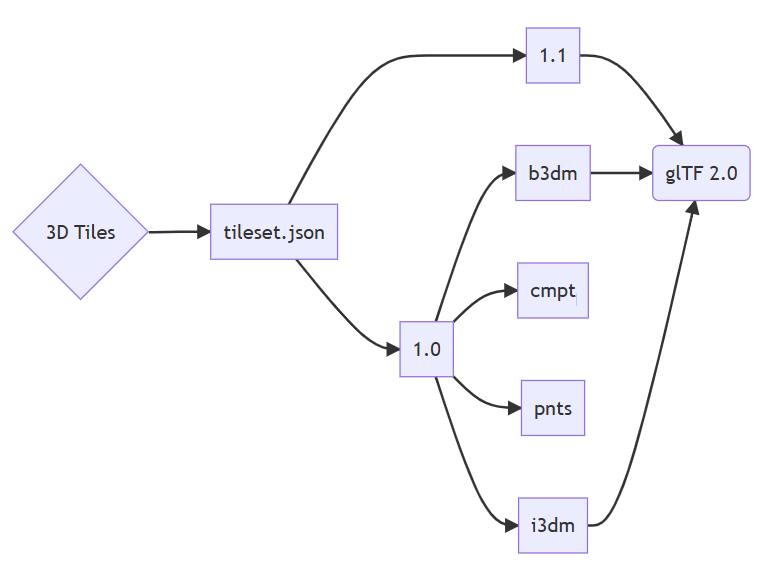 3D Tiles
tileset.json
1.1
1.0
b3dm
cmpt
pnts
i3dm
glTF 2.0